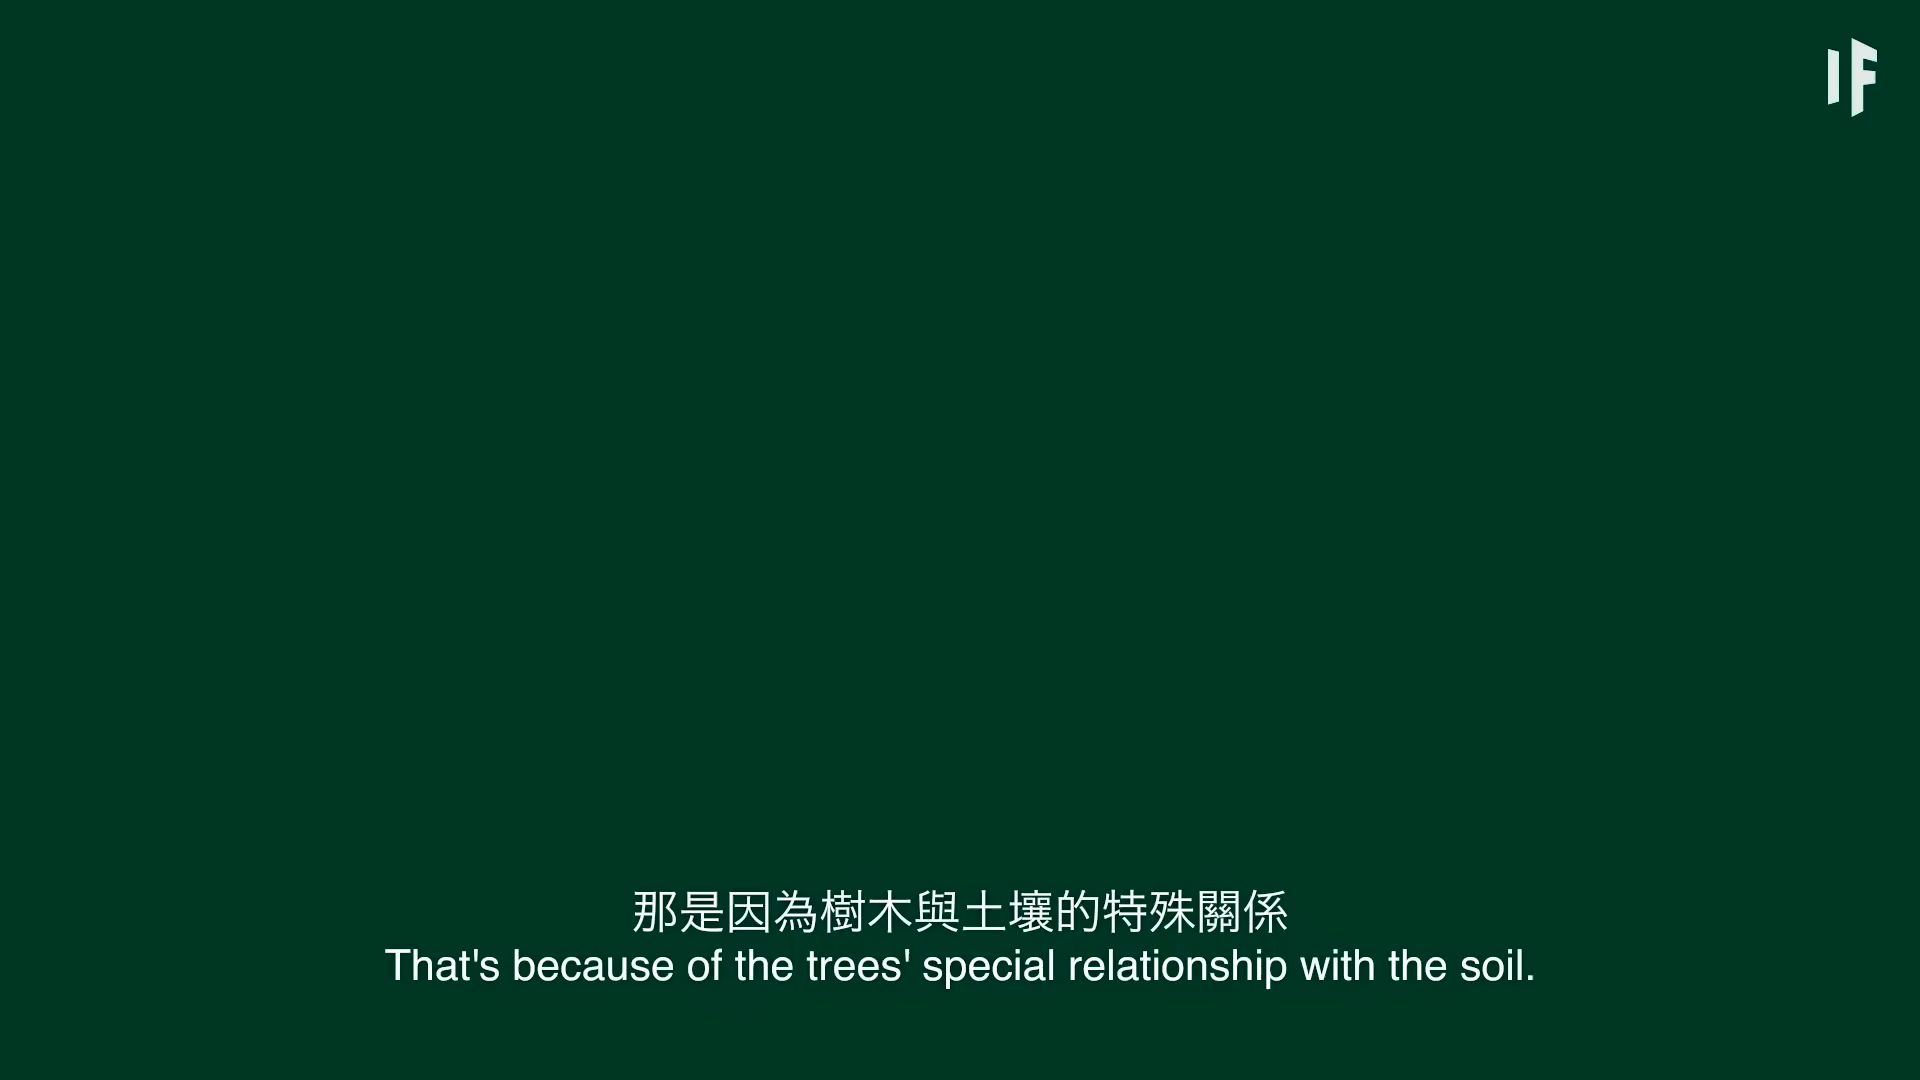 IF
那是因為樹木與土壤的特殊關係
That's because of the trees' special relationship with the soil.